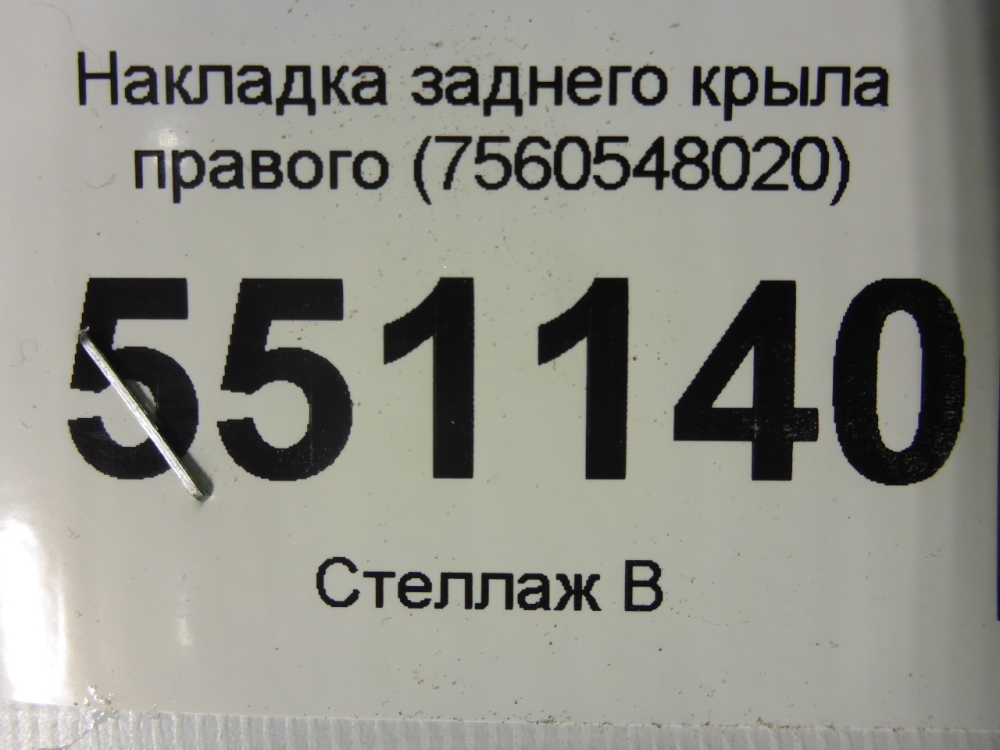 Накладка заднего крыла
правого (7560548020)
551140
Стеллаж В